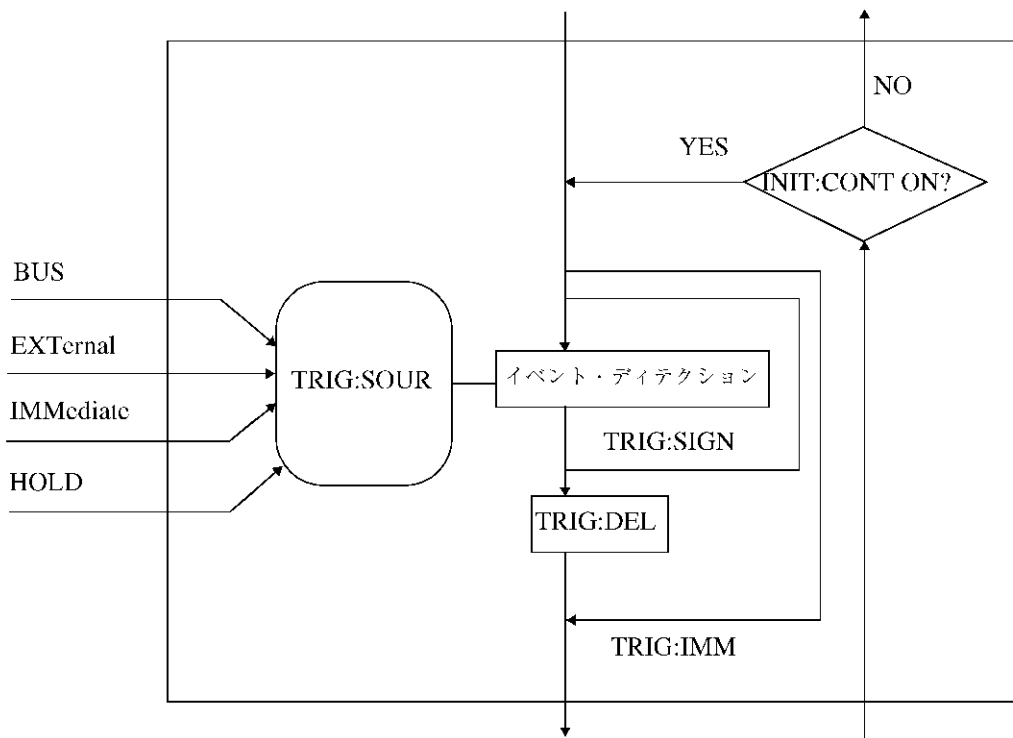 NO
YES
INIT:CONT ON?
BUS
EXTernal
IMMediate
HOLD
TRIG:SOUR
イベント・ディテクション
TRIG:SIGN
TRIG:DEL
TRIG:IMM